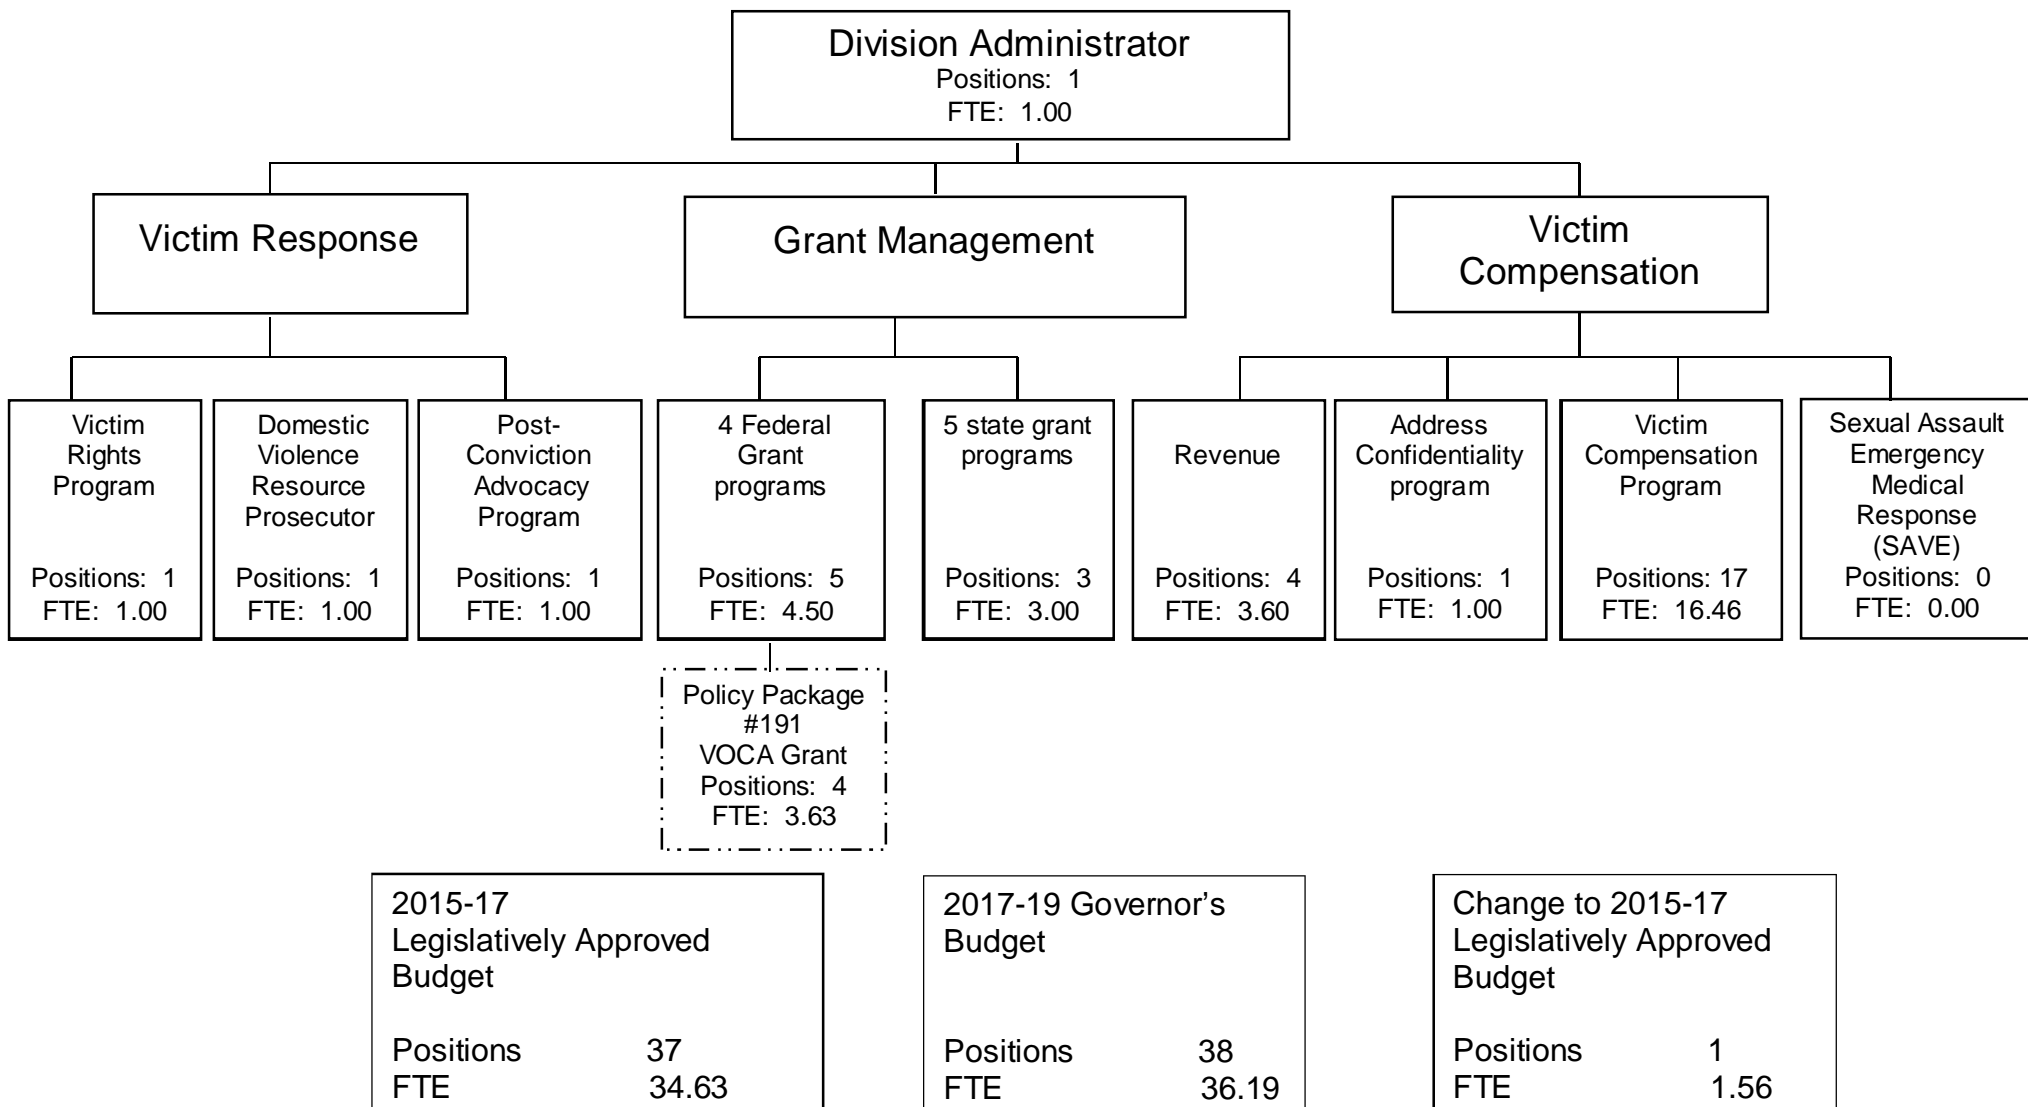 Division Administrator
Positions: 1
FTE: 1.00
Victim Response
Grant Management
Victim
Compensation
Victim
Rights
Program
Positions: 1
FTE: 1.00
Domestic
Violence
Resource
Prosecutor
Positions: 1
FTE: 1.00
Post-
Conviction
Advocacy
Program
Positions: 1
FTE: 1.00
4 Federal
Grant
programs
Positions: 5
FTE: 4.50
5 state grant
programs
Positions: 3
FTE: 3.00
Revenue
Positions: 4
FTE: 3.60
Address
Confidentiality
program
Positions: 1
FTE: 1.00
Victim
Compensation
Program
Positions: 17
FTE: 16.46
Sexual Assault
Emergency
Medical
Response
(SAVE)
Positions: 0
FTE: 0.00
Policy Package
#191
VOCA Grant
Positions: 4
FTE: 3.63
2015-17
Legislatively Approved
Budget
Positions 37
FTE 34.63
2017-19 Governor’s
Budget
Positions 38
FTE 36.19
Change to 2015-17
Legislatively Approved
Budget
Positions 1
FTE 1.56